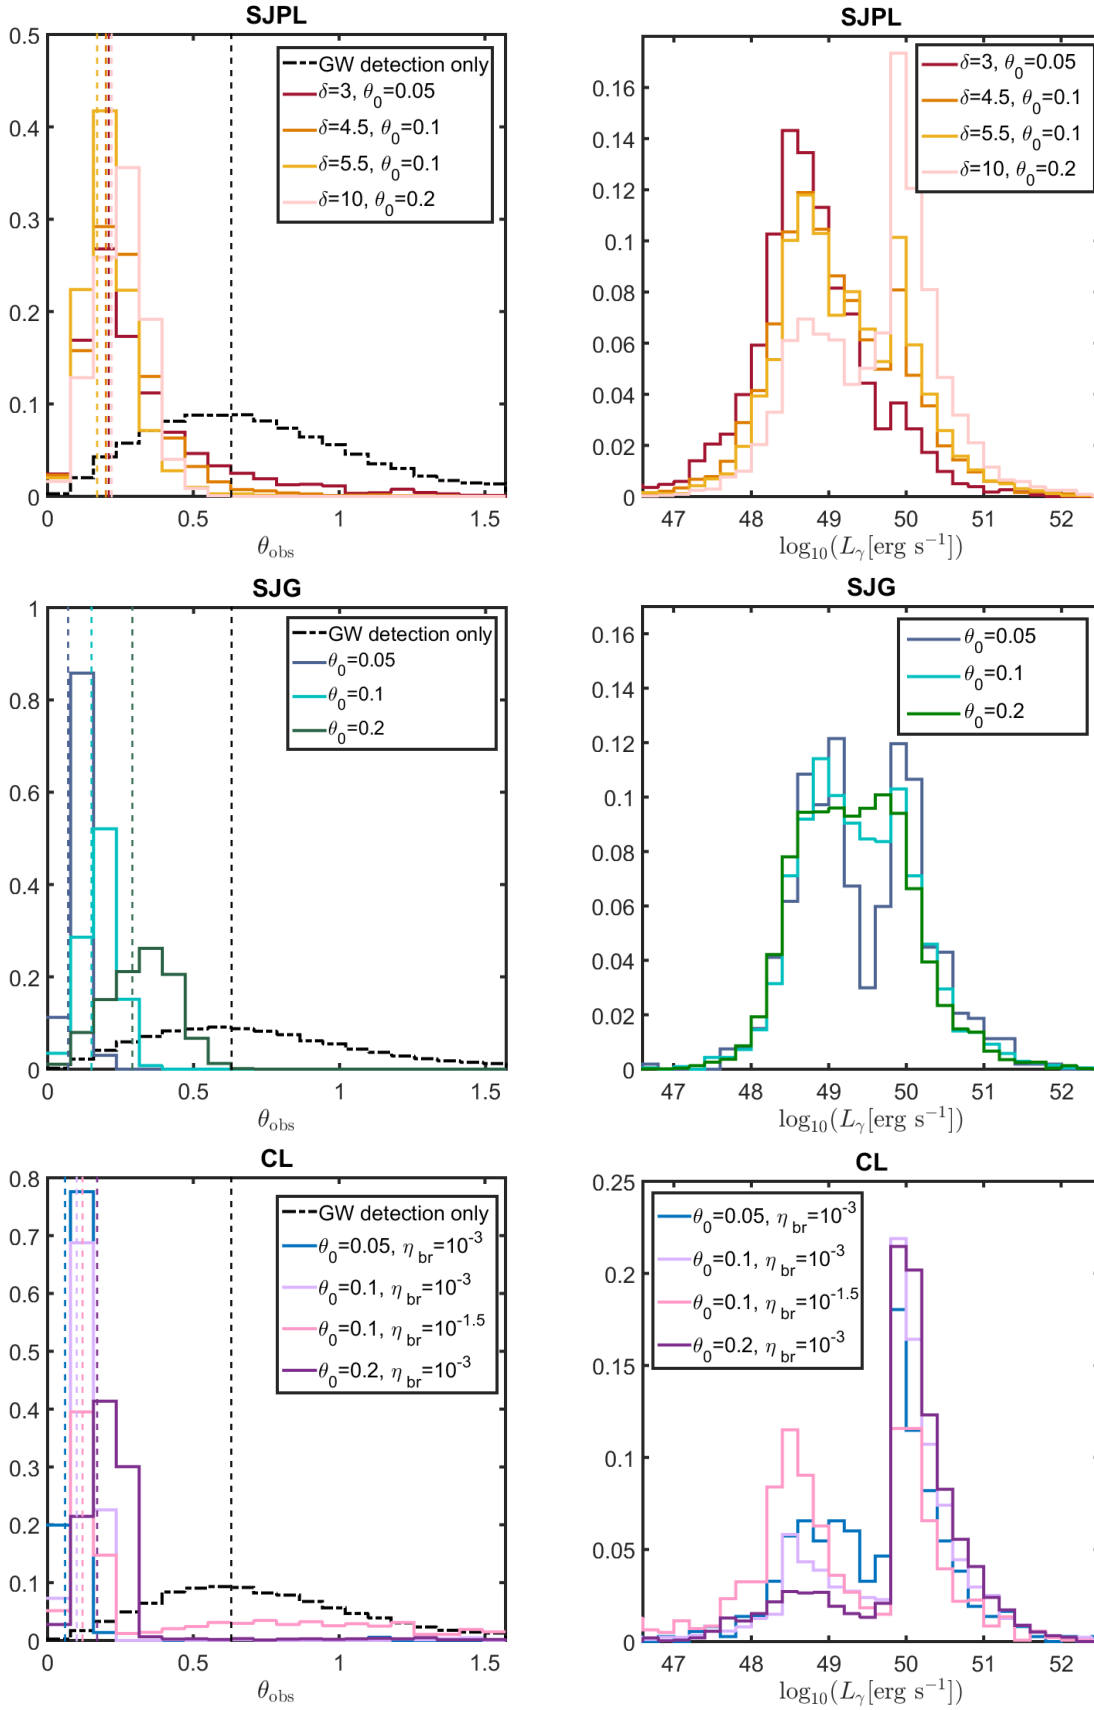 SJPL
0.5
0.4
0.3
0.2
0.1
0
0 0.5 1 1.5
θobs
GW detection only
δ=3, θ0=0.05
δ=4.5, θ0=0.1
δ=5.5, θ0=0.1
δ=10, θ0=0.2
SJPL
0.16
0.14
0.12
0.1
0.08
0.06
0.04
0.02
0
47 48 49 50 51 52
log10(Lγ[erg s−1])
δ=3, θ0=0.05
δ=4.5, θ0=0.1
δ=5.5, θ0=0.1
δ=10, θ0=0.2
SJG
1
0.8
0.6
0.4
0.2
0
0 0.5 1 1.5
θobs
GW detection only
θ0=0.05
θ0=0.1
θ0=0.2
SJG
0.16
0.14
0.12
0.1
0.08
0.06
0.04
0.02
0
47 48 49 50 51 52
log10(Lγ[erg s−1])
θ0=0.05
θ0=0.1
θ0=0.2
CL
0.8
0.7
0.6
0.5
0.4
0.3
0.2
0.1
0
0 0.5 1 1.5
θobs
GW detection only
θ0=0.05, ηbr=10-3
θ0=0.1, ηbr=10-3
θ0=0.1, ηbr=10-1.5
θ0=0.2, ηbr=10-3
CL
0.25
0.2
0.15
0.1
0.05
0
47 48 49 50 51 52
log10(Lγ[erg s−1])
θ0=0.05, ηbr=10-3
θ0=0.1, ηbr=10-3
θ0=0.1, ηbr=10-1.5
θ0=0.2, ηbr=10-3